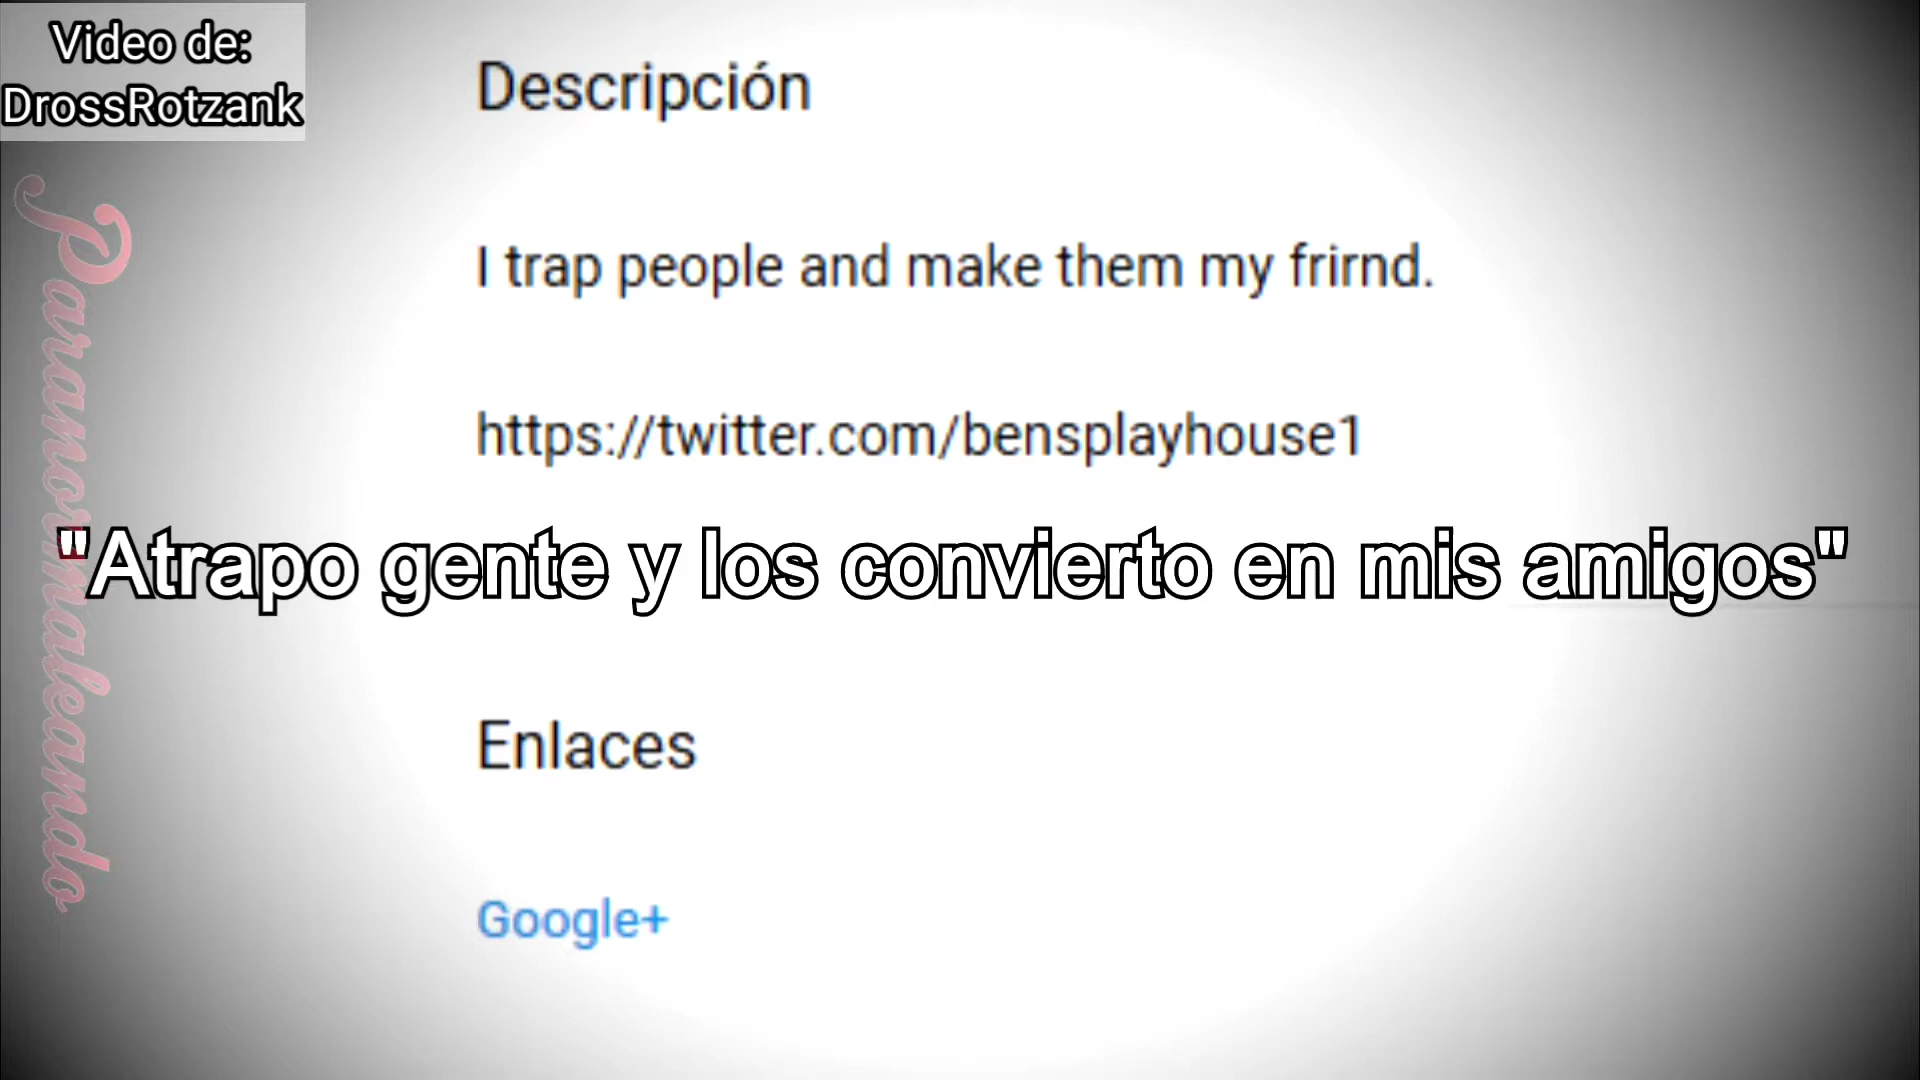 Video de:
DrossRotzank
Descripción
I trap people and make them my frirnd.
https://twitter.com/bensplayhouse1
"Atrapo gente y los convierto en mis amigos"
Enlaces
Google+
Paranormaleando